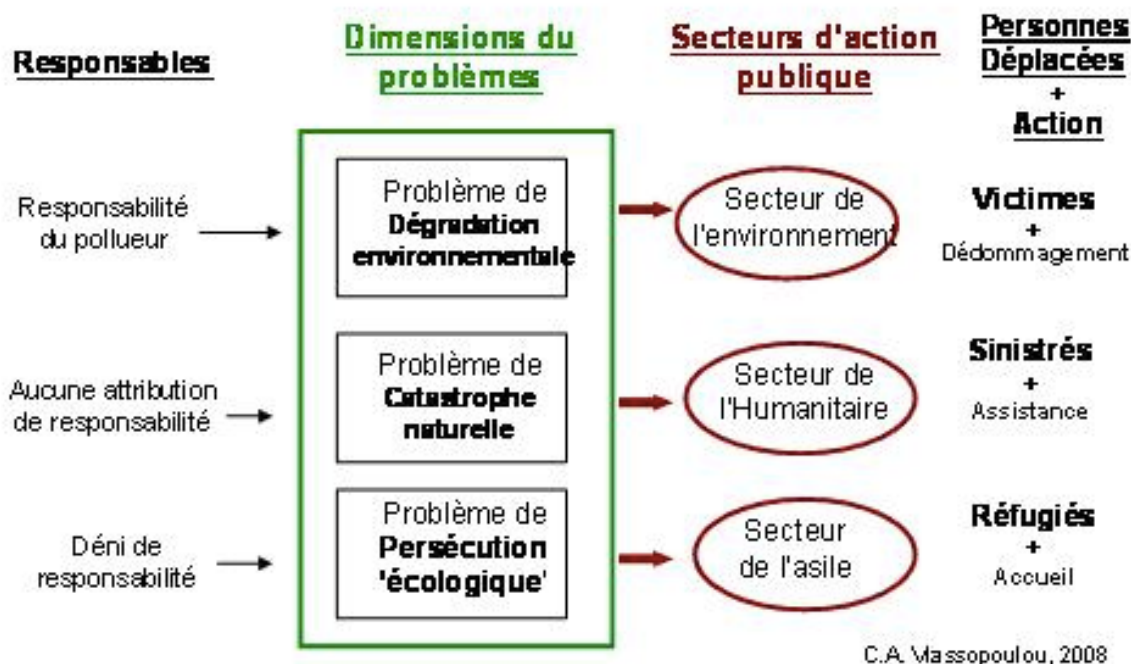 Responsables
Dimensions du
problèmes
Secteurs d'action
publique
Personnes
Déplacées
+
Action
Responsabilité
du pollueur
Problème de
Dégradation
environnementale
Secteur de
l'environnement
Victimes
+
Dédommagement
Aucune attribution
de responsabilité
Problème de
Catastrophe
naturelle
Secteur de
l'Humanitaire
Sinistrés
+
Assistance
Déni de
responsabilité
Problème de
Persécution
'écologique'
Secteur
de l'asile
Réfugiés
+
Accueil
C.A. Vlassopoulou, 2008